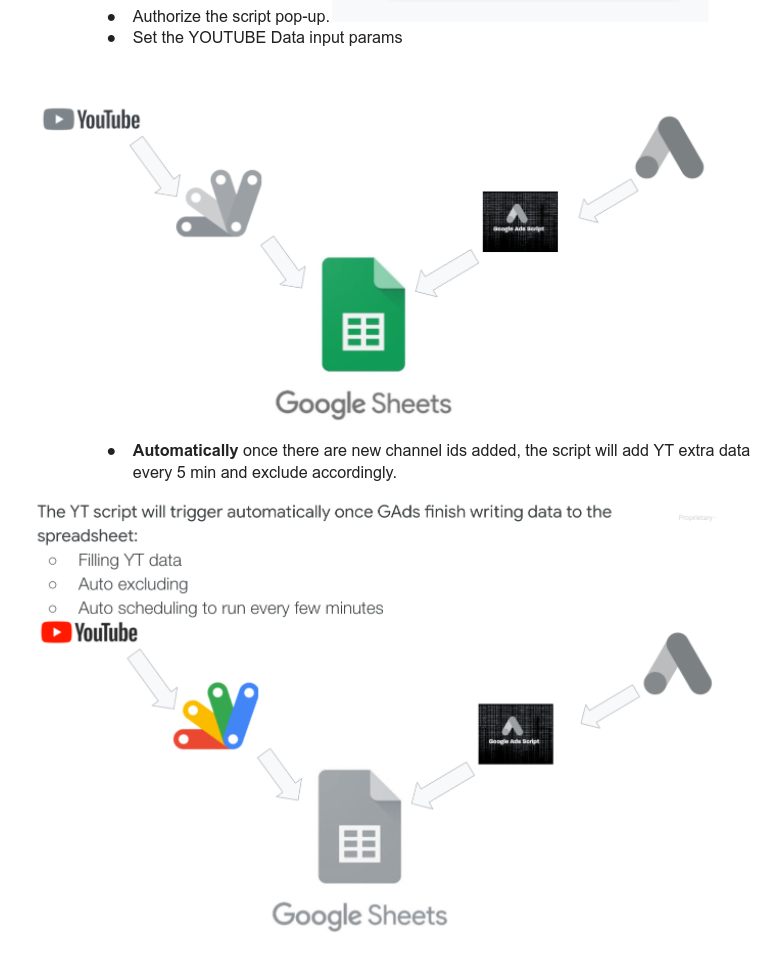 ● Authorize the script pop-up.
● Set the YOUTUBE Data input params
YouTube
Google Ads Script
Google Sheets
● Automatically once there are new channel ids added, the script will add YT extra data
every 5 min and exclude accordingly.
The YT script will trigger automatically once GAds finish writing data to the
Proprietary
spreadsheet:
○ Filling YT data
○ Auto excluding
○ Auto scheduling to run every few minutes
YouTube
Google Ads Script
Google Sheets